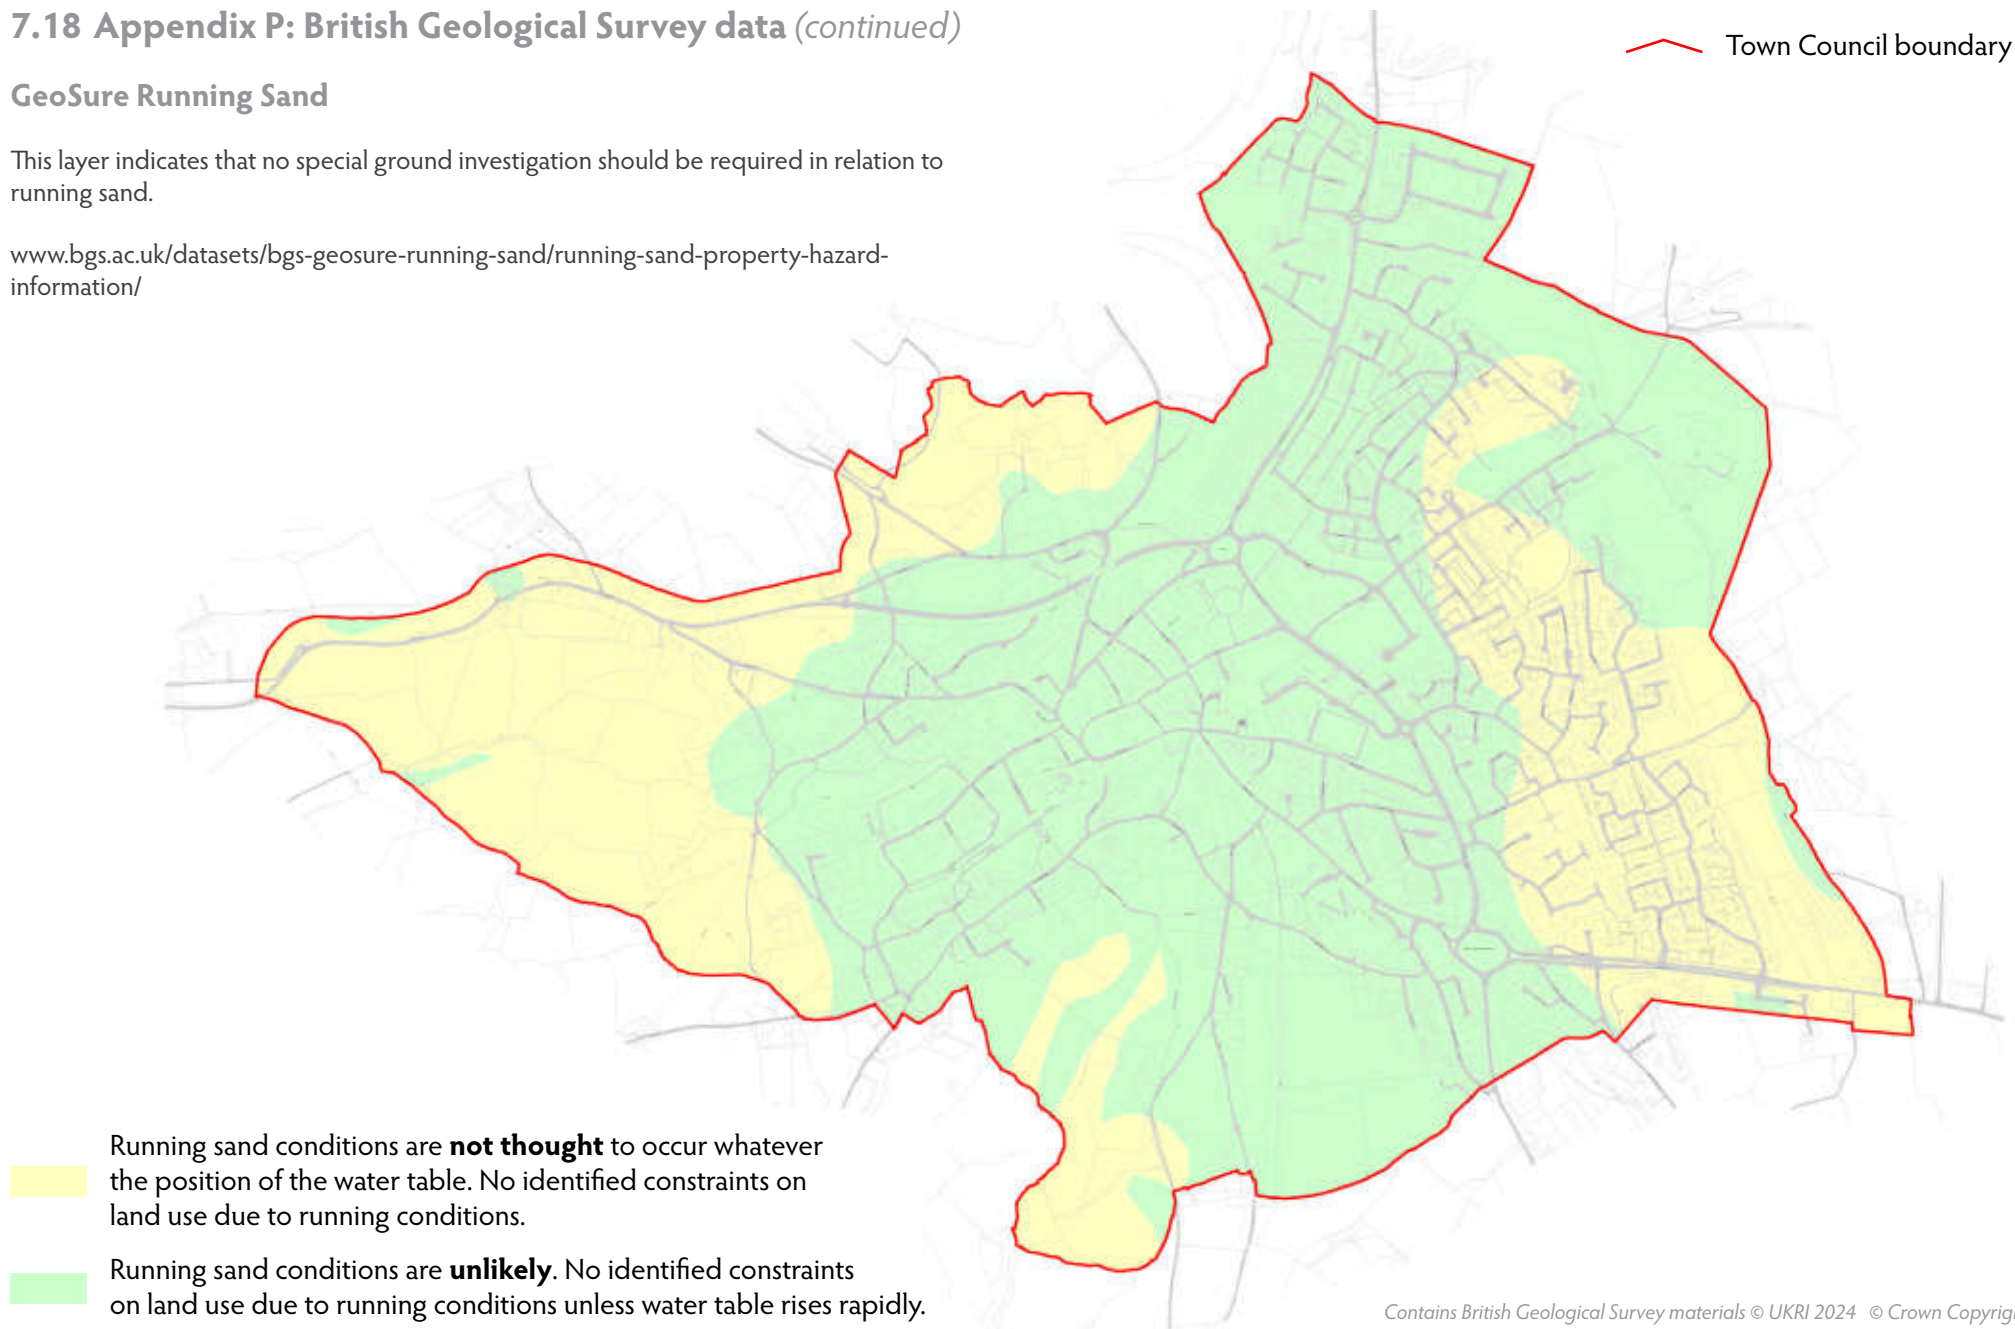 7.18 Appendix P: British Geological Survey data (continued)
Town Council boundary
GeoSure Running Sand
This layer indicates that no special ground investigation should be required in relation to
running sand.
www.bgs.ac.uk/datasets/bgs-geosure-running-sand/running-sand-property-hazard-
information/
Running sand conditions are not thought to occur whatever
the position of the water table. No identified constraints on
land use due to running conditions.
Running sand conditions are unlikely. No identified constraints
on land use due to running conditions unless water table rises rapidly.
Contains British Geological Survey materials © UKRI 2024 © Crown Copyrig